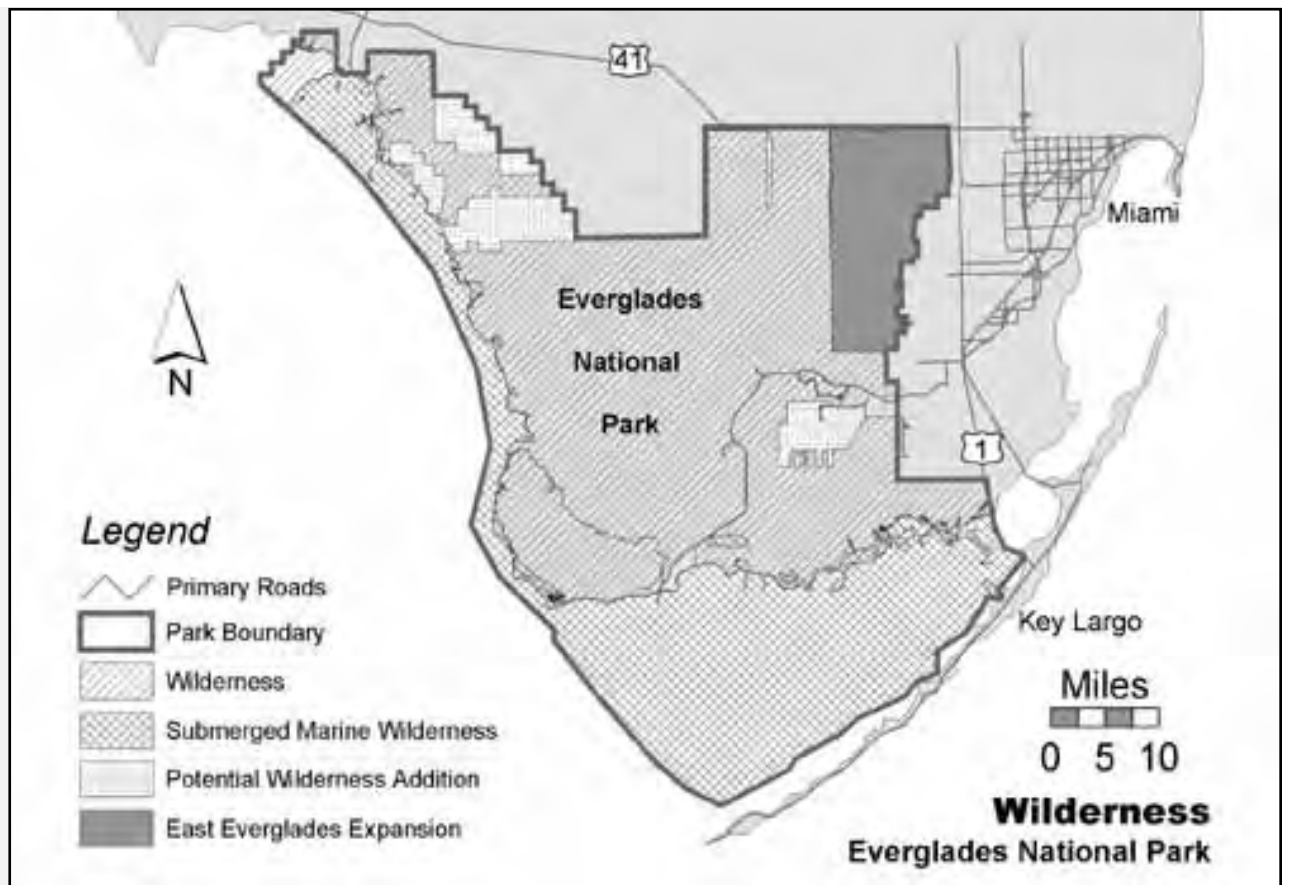 41
Miami
Everglades
National
Park
N
1
Legend
Primary Roads
Park Boundary
Wilderness
Submerged Marine Wilderness
Potential Wilderness Addition
East Everglades Expansion
Key Largo
Miles
0 5 10
Wilderness
Everglades National Park